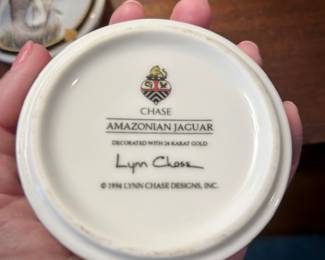 CHASE
AMAZONIAN JAGUAR
DECORATED WITH 24 KARAT GOLD
Lynn Chase
© 1994 LYNN CHASE DESIGNS, INC.